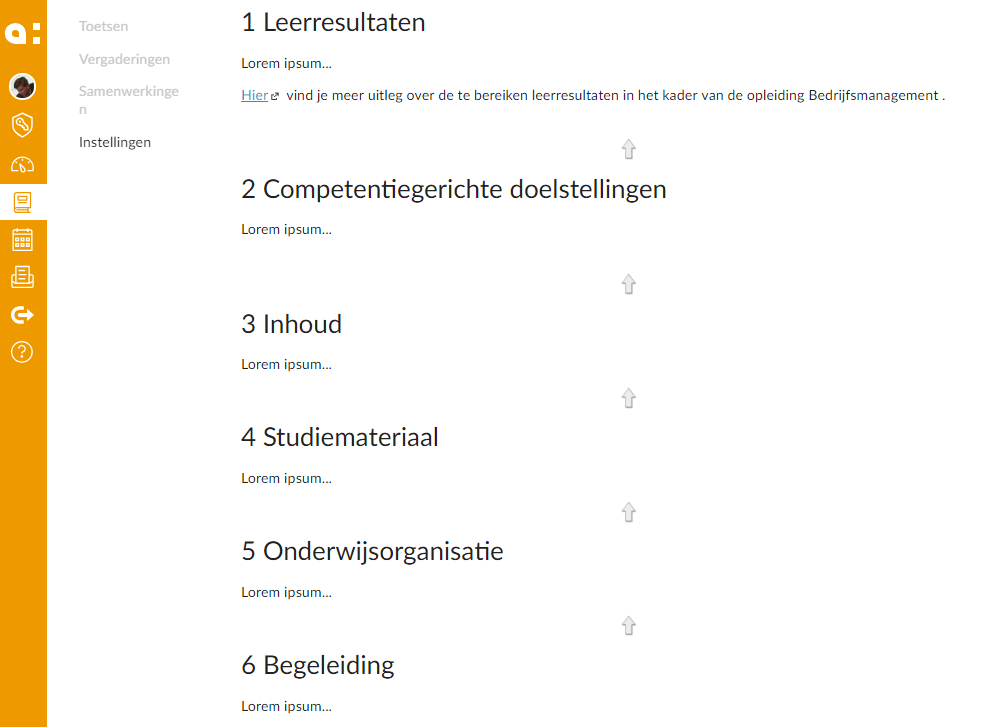 a:
Toetsen
Vergaderingen
Samenwerkinge
n
Instellingen
1 Leerresultaten
Lorem ipsum...
Hier vind je meer uitleg over de te bereiken leerresultaten in het kader van de opleiding Bedrijfsmanagement .
2 Competentiegerichte doelstellingen
Lorem ipsum...
3 Inhoud
Lorem ipsum...
4 Studiemateriaal
Lorem ipsum...
5 Onderwijsorganisatie
Lorem ipsum...
6 Begeleiding
Lorem ipsum...